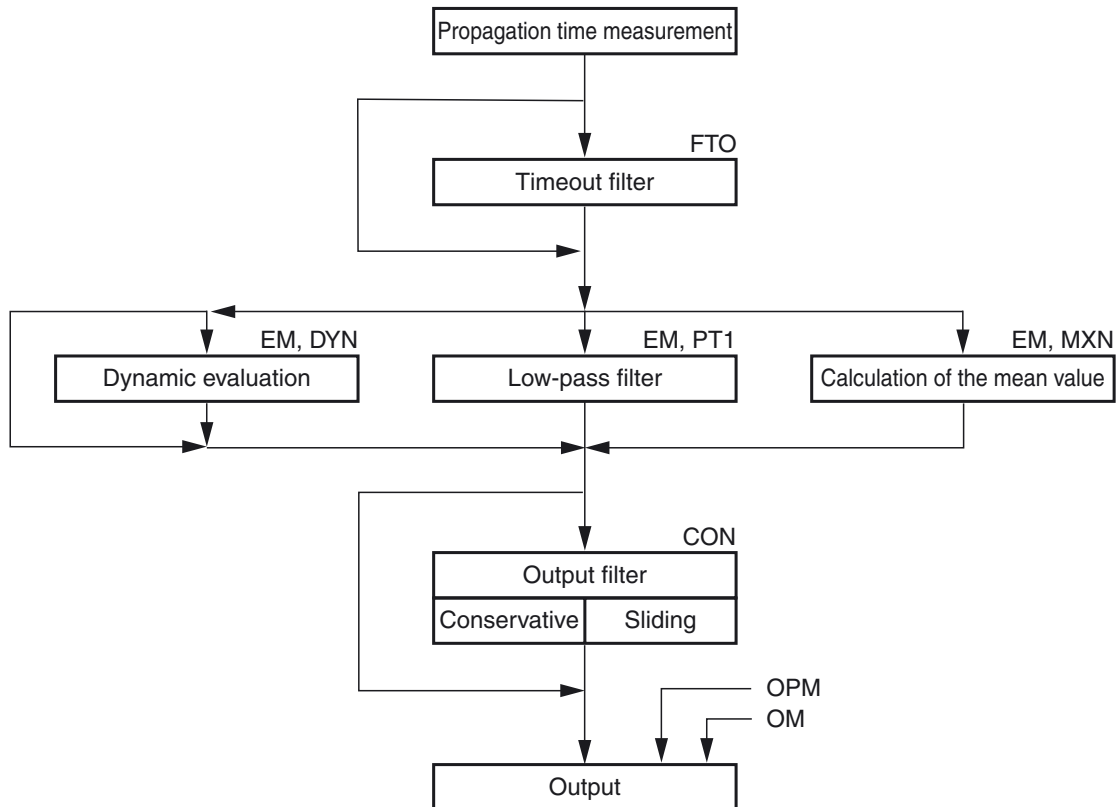 Propagation time measurement
FTO
Timeout filter
EM, DYN
EM, PT1
EM, MXN
Dynamic evaluation
Low-pass filter
Calculation of the mean value
CON
Output filter
Conservative
Sliding
OPM
OM
Output